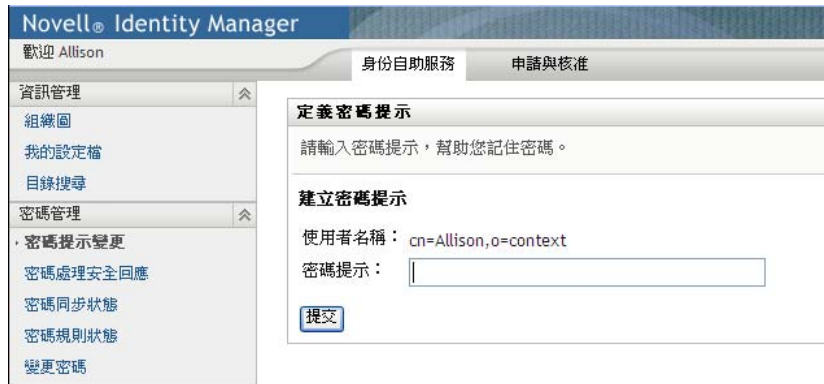 Novell® Identity Manager
歡迎 Allison
身份自助服務
申請與核准
資訊管理
組織圖
我的設定檔
目錄搜尋
密碼管理
密碼提示變更
密碼處理安全回應
密碼同步狀態
密碼規則狀態
變更密碼
定義密碼提示
請輸入密碼提示，幫助您記住密碼。
建立密碼提示
使用者名稱： cn=Allison,o=context
密碼提示：
提交